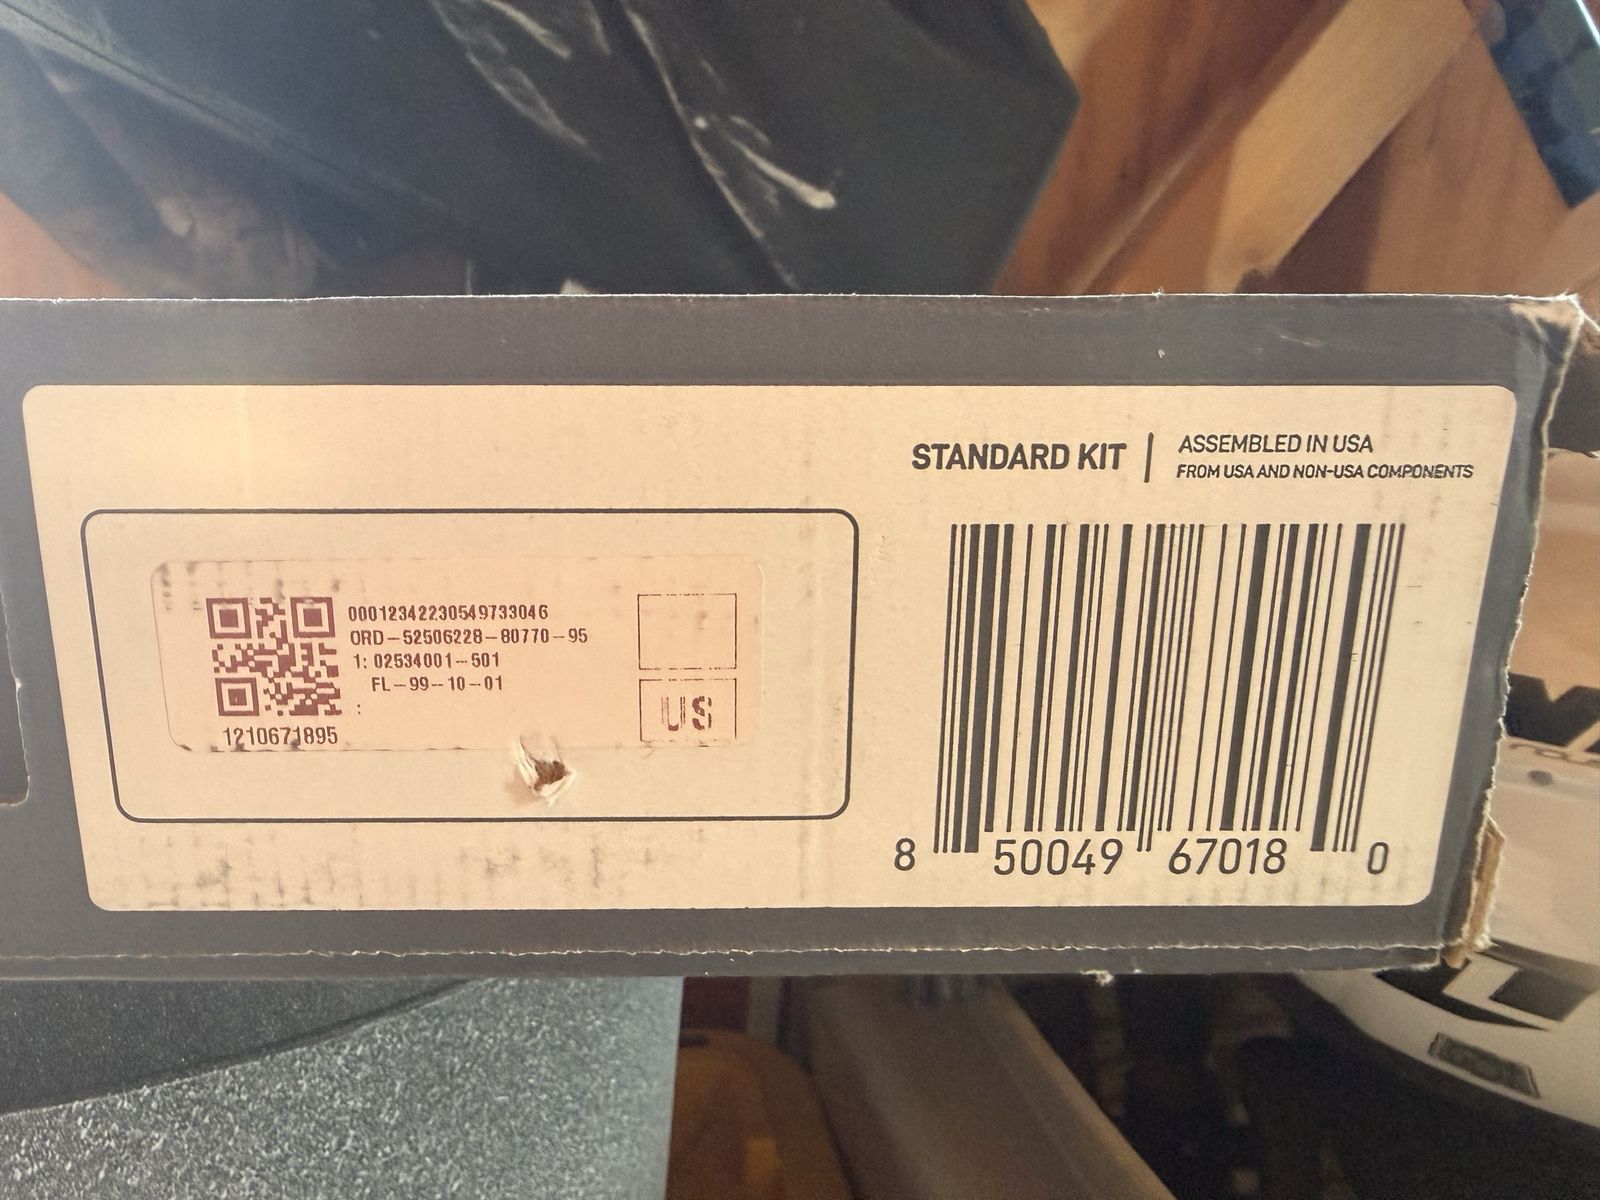 STANDARD KIT
ASSEMBLED IN USA
FROM USA AND NON-USA COMPONENTS
00012342230549733046
ORD-52506228-80770-95
1: 02534001-501
FL-99-10-01
:
US
1210671895
8 50049 67018 0